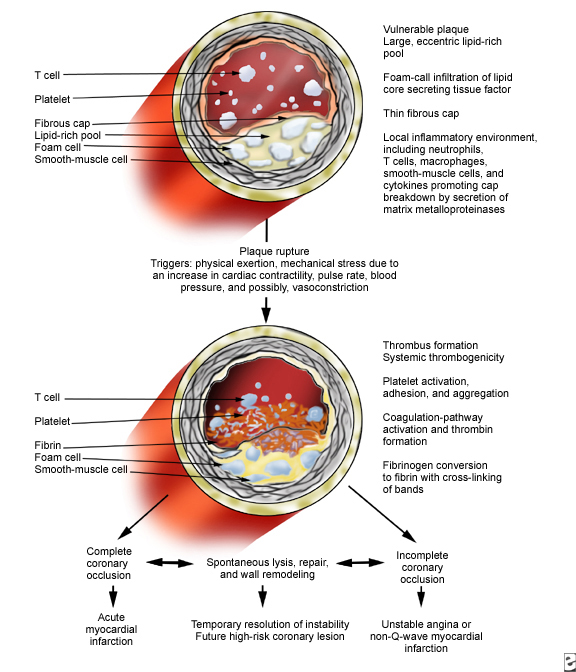 Vulnerable plaque
Large, eccentric lipid-rich
pool
Foam-call infiltration of lipid
core secreting tissue factor
Thin fibrous cap
Local inflammatory environment,
including neutrophils,
T cells, macrophages,
smooth-muscle cells, and
cytokines promoting cap
breakdown by secretion of
matrix metalloproteinases
T cell
Platelet
Fibrous cap
Lipid-rich pool
Foam cell
Smooth-muscle cell
Plaque rupture
Triggers: physical exertion, mechanical stress due to
an increase in cardiac contractility, pulse rate, blood
pressure, and possibly, vasoconstriction
Thrombus formation
Systemic thrombogenicity
Platelet activation,
adhesion, and aggregation
Coagulation-pathway
activation and thrombin
formation
Fibrinogen conversion
to fibrin with cross-linking
of bands
T cell
Platelet
Fibrin
Foam cell
Smooth-muscle cell
Complete
coronary
occlusion
Spontaneous lysis, repair,
and wall remodeling
Incomplete
coronary
occlusion
Acute
myocardial
infarction
Temporary resolution of instability
Future high-risk coronary lesion
Unstable angina or
non-Q-wave myocardial
infarction